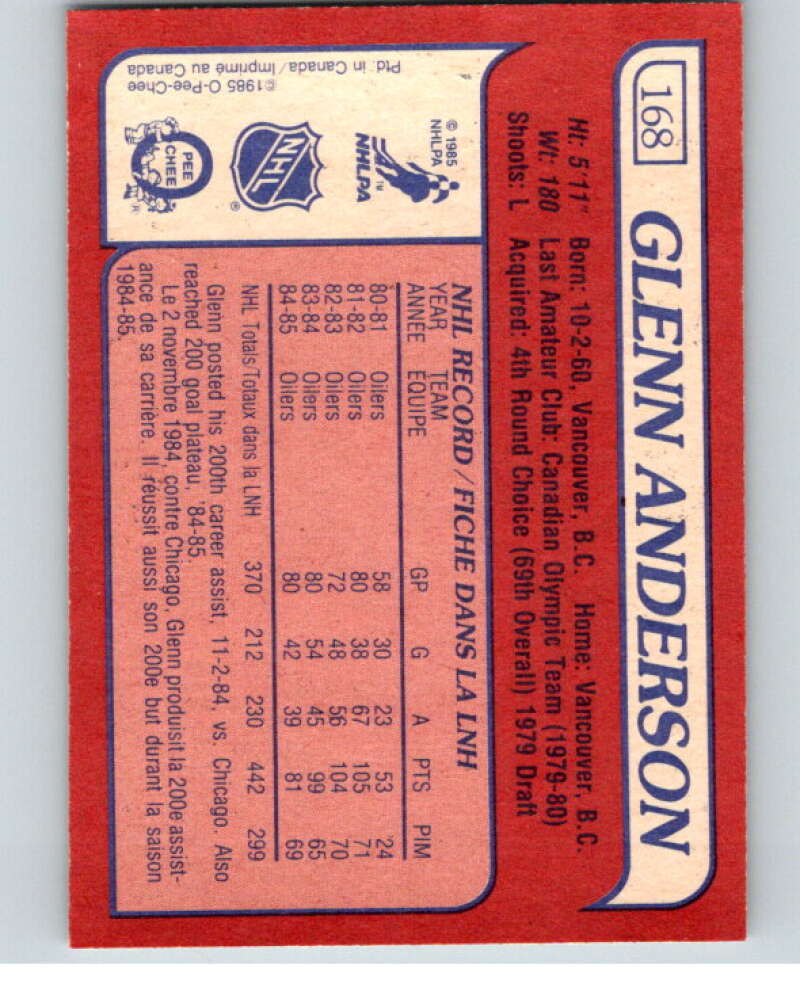 168 GLENN ANDERSON
Ht: 5'11" Born: 10-2-60, Vancouver, B.C. Home: Vancouver, B.C.
Wt: 180 Last Amateur Club: Canadian Olympic Team (1979-80)
Shoots: L Acquired: 4th Round Choice (69th Overall) 1979 Draft
© 1985
NHLPA
NHLPA
TM
NHL
®
O
PEE
CHEE
®
©1985 O-Pee-Chee
Ptd. in Canada/Imprimé au Canada
NHL RECORD/FICHE DANS LA LNH
YEAR TEAM
ANNÉE EQUIPE GP G A PTS PIM
80-81 Oilers 58 30 23 53 24
81-82 Oilers 80 38 67 105 71
82-83 Oilers 72 48 56 104 70
83-84 Oilers 80 54 45 99 65
84-85 Oilers 80 42 39 81 69
NHL Totals Totaux dans la LNH 370 212 230 442 299
Glenn posted his 200th career assist, 11-2-84, vs. Chicago. Also
reached 200 goal plateau, '84-85.
Le 2 novembre 1984, contre Chicago, Glenn produisit la 200e assist-
ance de sa carrière. Il réussit aussi son 200e but durant la saison
1984-85.